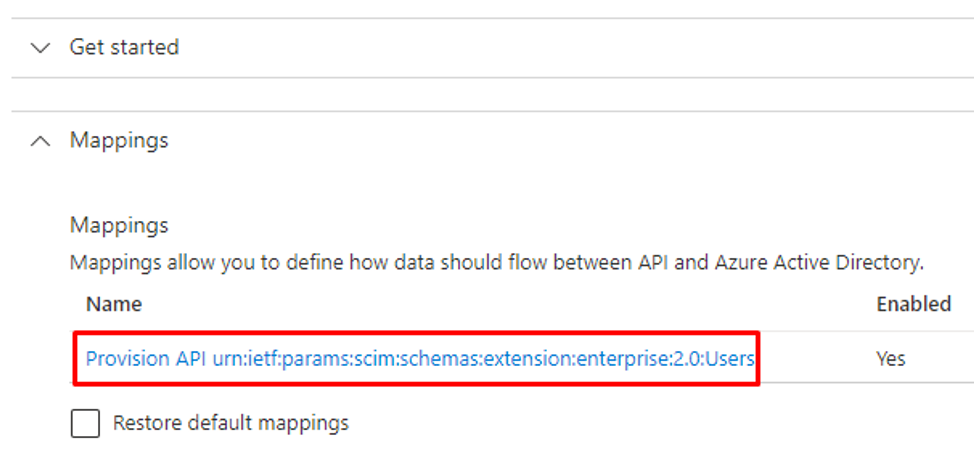 Get started
Mappings
Mappings
Mappings allow you to define how data should flow between API and Azure Active Directory.
Name Enabled
Provision API urn:ietf:params:scim:schemas:extension:enterprise:2.0:Users Yes
Restore default mappings